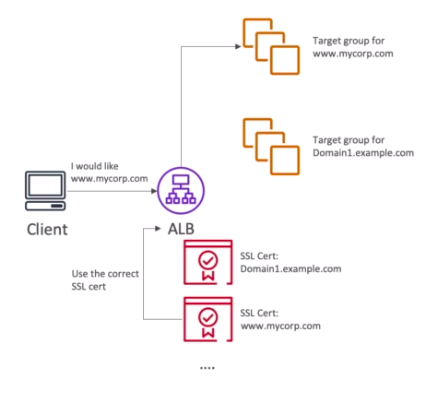 Target group for
www.mycorp.com
Target group for
Domain1.example.com
I would like
www.mycorp.com
Client
ALB
SSL Cert:
Domain1.example.com
Use the correct
SSL cert
SSL Cert:
www.mycorp.com
....